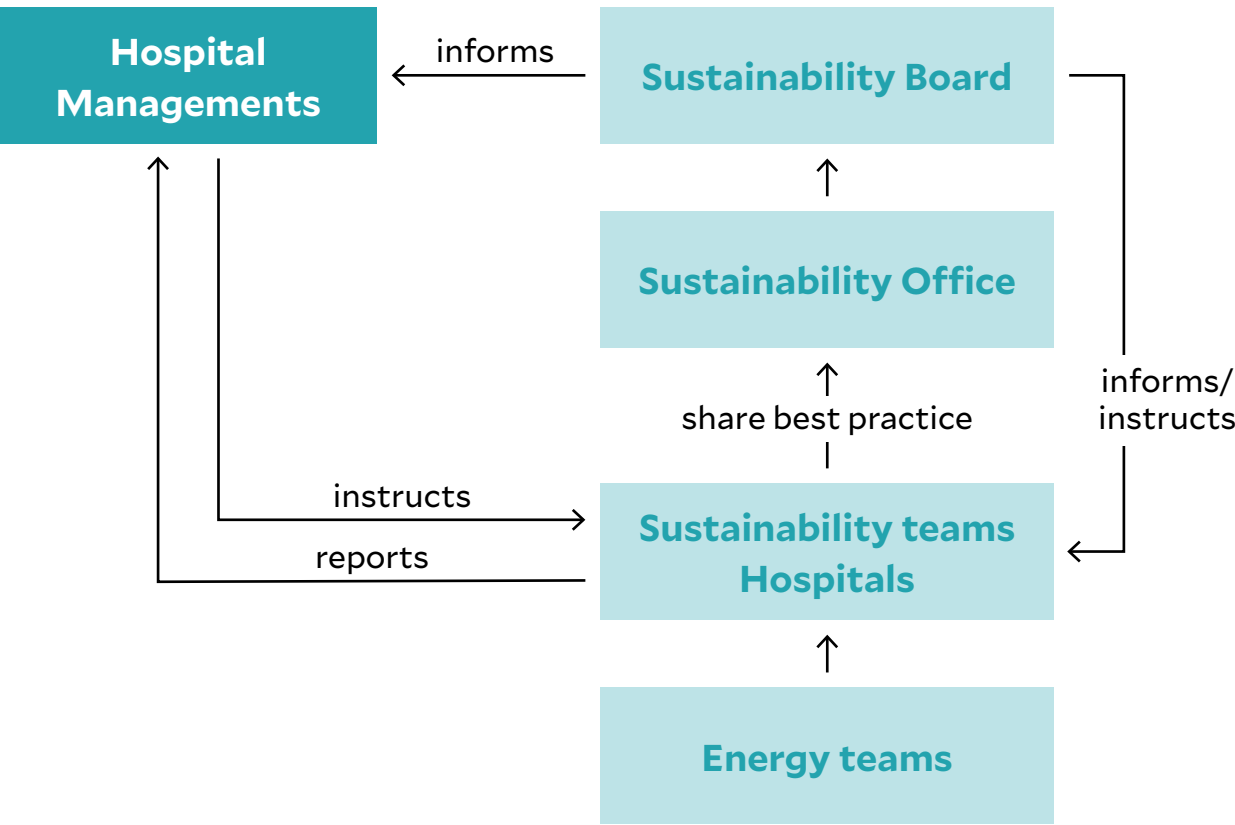 Hospital
Managements
informs
Sustainability Board
Sustainability Office
informs/
instructs
share best practice
instructs
reports
Sustainability teams
Hospitals
Energy teams